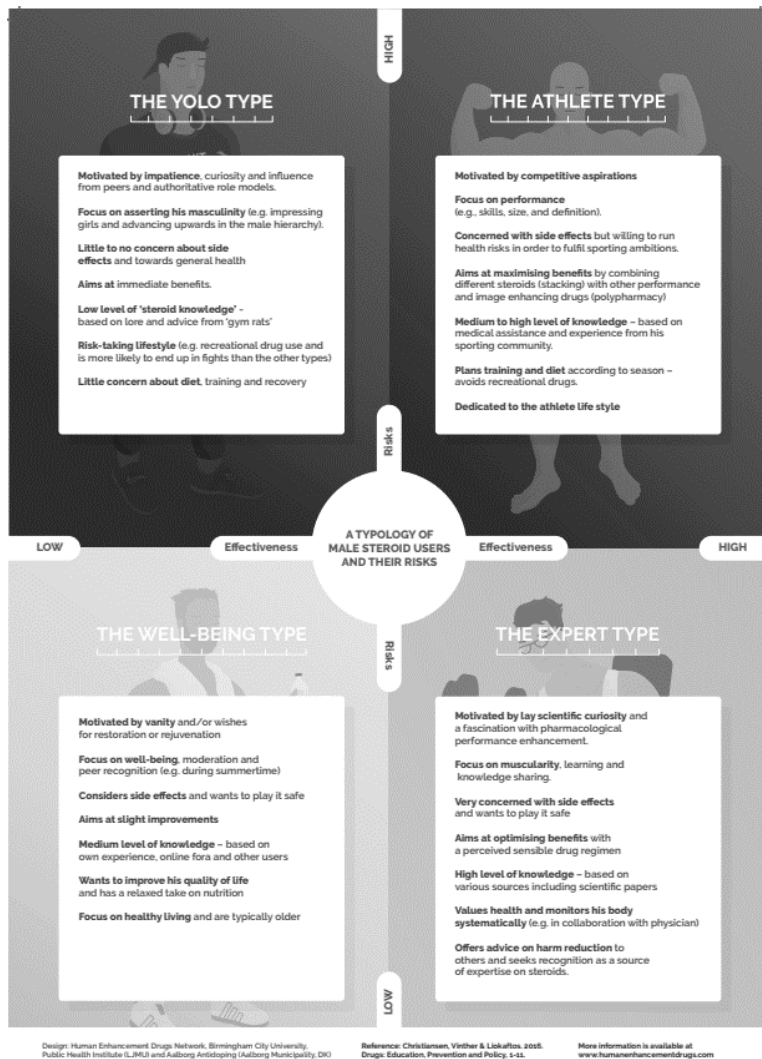 HIGH
THE YOLO TYPE
Motivated by impatience, curiosity and influence
from peers and authoritative role models.
Focus on asserting his masculinity (e.g. impressing
girls and advancing upwards in the male hierarchy).
Little to no concern about side
effects and towards general health
Aims at immediate benefits.
Low level of 'steroid knowledge' -
based on lore and advice from 'gym rats'
Risk-taking lifestyle (e.g. recreational drug use and
is more likely to end up in fights than the other types)
Little concern about diet, training and recovery
THE ATHLETE TYPE
Motivated by competitive aspirations
Focus on performance
(e.g., skills, size, and definition).
Concerned with side effects but willing to run
health risks in order to fulfil sporting ambitions.
Aims at maximising benefits by combining
different steroids (stacking) with other performance
and image enhancing drugs (polypharmacy)
Medium to high level of knowledge – based on
medical assistance and experience from his
sporting community.
Plans training and diet according to season –
avoids recreational drugs.
Dedicated to the athlete life style
Risks
LOW
Effectiveness
A TYPOLOGY OF
MALE STEROID USERS
AND THEIR RISKS
Effectiveness
HIGH
Risks
THE WELL-BEING TYPE
Motivated by vanity and/or wishes
for restoration or rejuvenation
Focus on well-being, moderation and
peer recognition (e.g. during summertime)
Considers side effects and wants to play it safe
Aims at slight improvements
Medium level of knowledge – based on
own experience, online fora and other users
Wants to improve his quality of life
and has a relaxed take on nutrition
Focus on healthy living and are typically older
THE EXPERT TYPE
Motivated by lay scientific curiosity and
a fascination with pharmacological
performance enhancement.
Focus on muscularity, learning and
knowledge sharing.
Very concerned with side effects
and wants to play it safe
Aims at optimising benefits with
a perceived sensible drug regimen
High level of knowledge – based on
various sources including scientific papers
Values health and monitors his body
systematically (e.g. in collaboration with physician)
Offers advice on harm reduction to
others and seeks recognition as a source
of expertise on steroids.
LOW
Design: Human Enhancement Drugs Network, Birmingham City University,
Public Health Institute (LJMU) and Aalborg Antidoping (Aalborg Municipality, DK)
Reference: Christiansen, Vinther & Liokaftos. 2016.
Drugs: Education, Prevention and Policy, 1-11.
More information is available at
www.humanenhancementdrugs.com